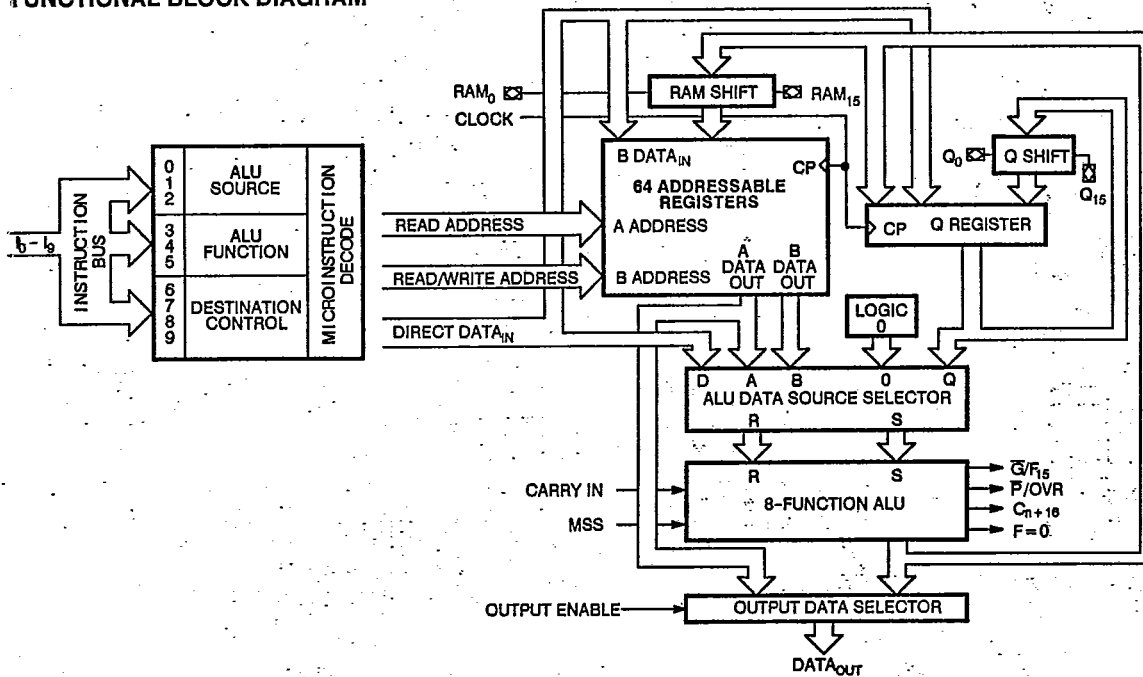 FUNCTIONAL BLOCK DIAGRAM
RAM0
RAM SHIFT
RAM15
CLOCK
Q0
Q SHIFT
Q15
B DATAIN
CP
64 ADDRESSABLE
REGISTERS
A ADDRESS
B ADDRESS
A
DATA
OUT
B
DATA
OUT
CP
Q REGISTER
I0 – I9
INSTRUCTION
BUS
0
1
2
ALU
SOURCE
3
4
5
ALU
FUNCTION
6
7
8
9
DESTINATION
CONTROL
MICROINSTRUCTION
DECODE
READ ADDRESS
READ/WRITE ADDRESS
DIRECT DATAIN
LOGIC
0
D A B 0 Q
ALU DATA SOURCE SELECTOR
R S
R S
8–FUNCTION ALU
CARRY IN
MSS
G̅/F15
P̅/OVR
Cn+16
F=0
OUTPUT ENABLE
OUTPUT DATA SELECTOR
DATAOUT